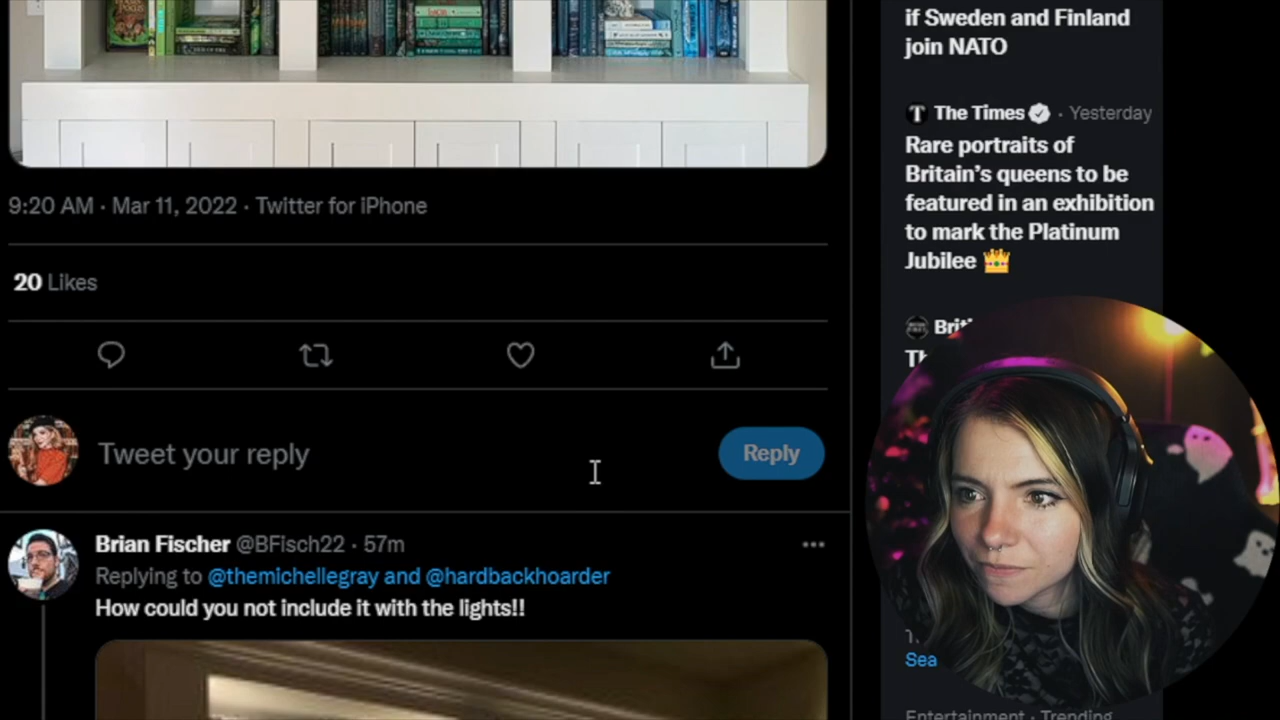 if Sweden and Finland
join NATO
The Times · Yesterday
Rare portraits of
Britain's queens to be
featured in an exhibition
to mark the Platinum
Jubilee 👑
9:20 AM · Mar 11, 2022 · Twitter for iPhone
20 Likes
Tweet your reply
Reply
Brian Fischer @BFisch22 · 57m
Replying to @themichellegray and @hardbackhoarder
How could you not include it with the lights!!
Sea
Entertainment · Trending